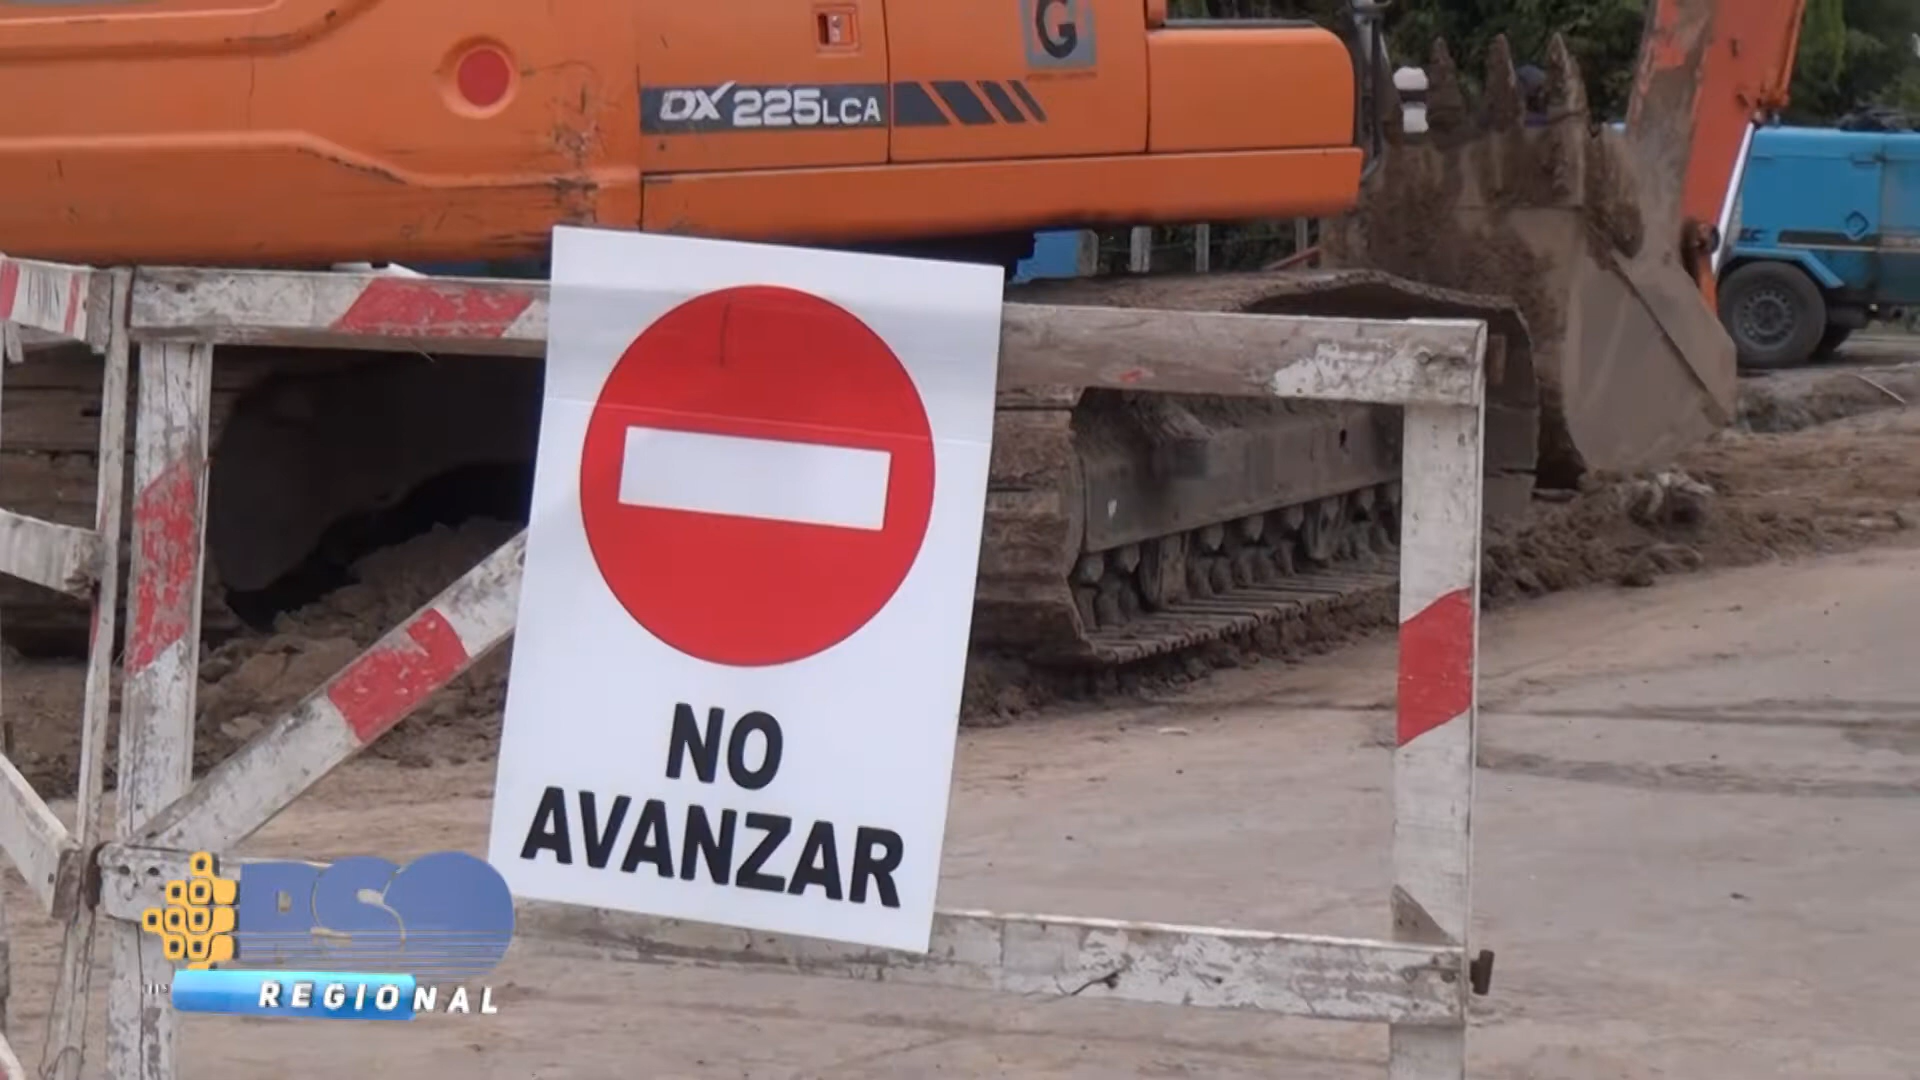 G
DX 225LCA
NO
AVANZAR
REGIONAL